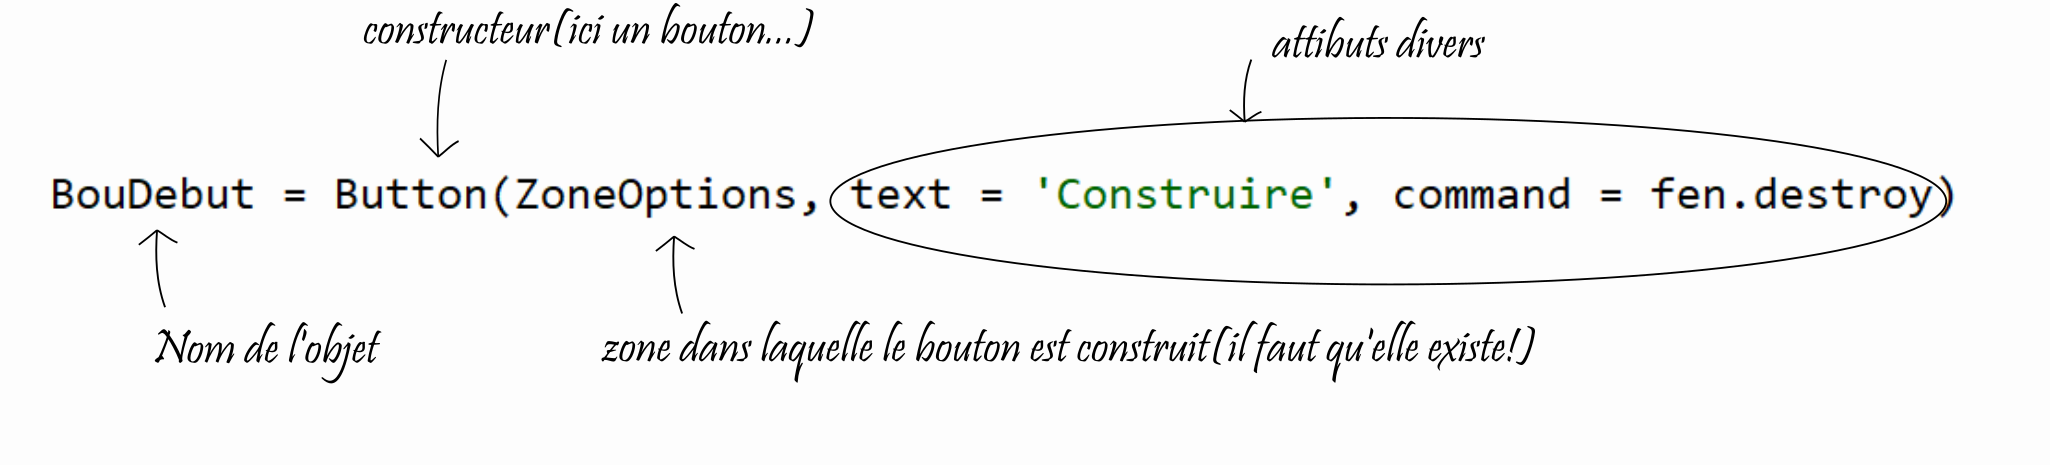 constructeur(ici un bouton...)
attibuts divers
BouDebut = Button(ZoneOptions, text = 'Construire', command = fen.destroy)
Nom de l'objet
zone dans laquelle le bouton est construit(il faut qu'elle existe!)